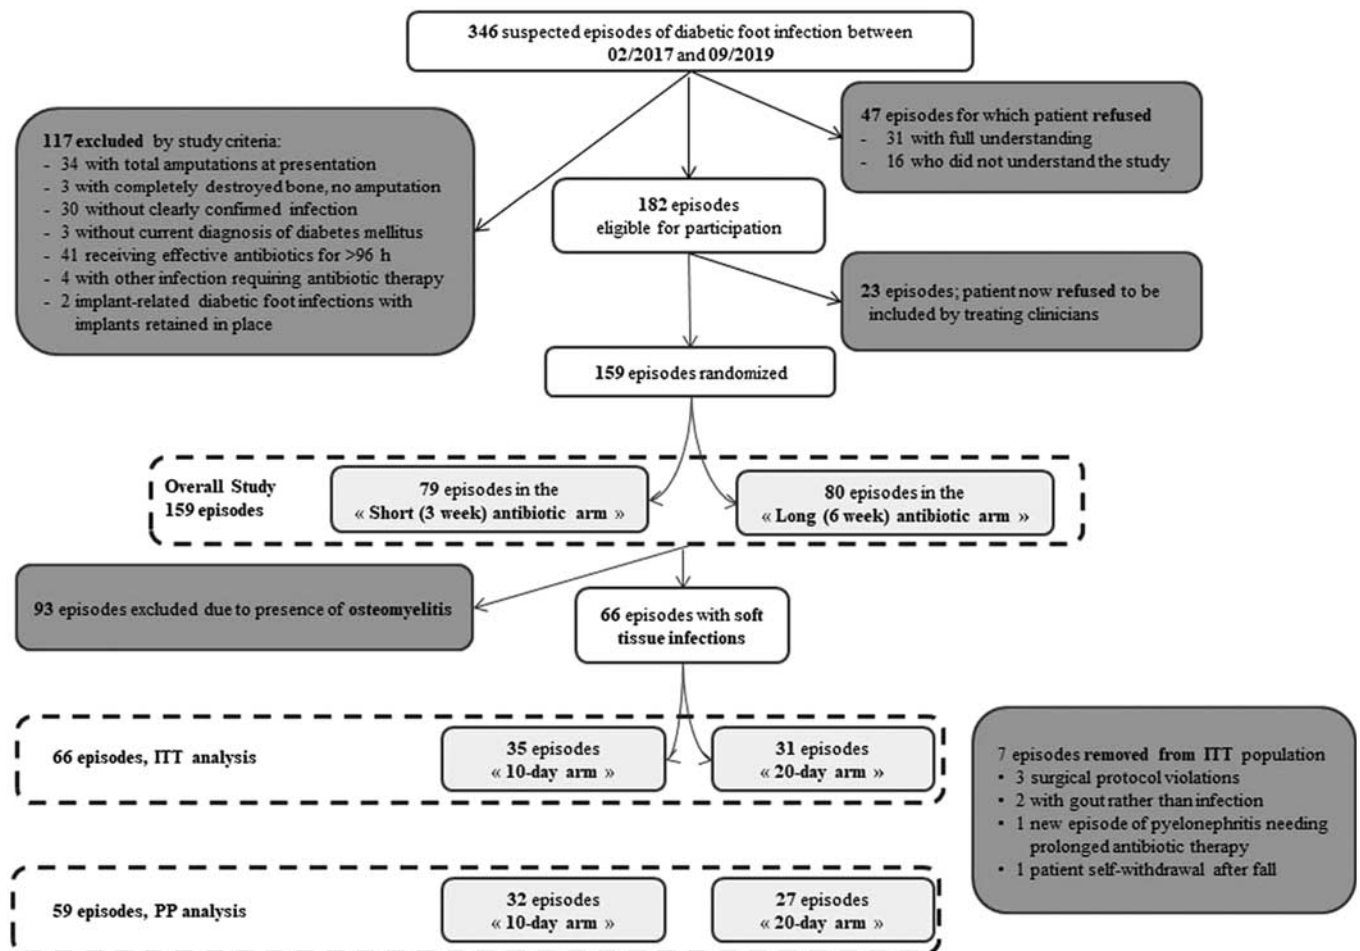 346 suspected episodes of diabetic foot infection between
02/2017 and 09/2019
117 excluded by study criteria:
- 34 with total amputations at presentation
- 3 with completely destroyed bone, no amputation
- 30 without clearly confirmed infection
- 3 without current diagnosis of diabetes mellitus
- 41 receiving effective antibiotics for >96 h
- 4 with other infection requiring antibiotic therapy
- 2 implant-related diabetic foot infections with
implants retained in place
47 episodes for which patient refused
- 31 with full understanding
- 16 who did not understand the study
182 episodes
eligible for participation
23 episodes; patient now refused to be
included by treating clinicians
159 episodes randomized
Overall Study
159 episodes
79 episodes in the
« Short (3 week) antibiotic arm »
80 episodes in the
« Long (6 week) antibiotic arm »
93 episodes excluded due to presence of osteomyelitis
66 episodes with soft
tissue infections
66 episodes, ITT analysis
35 episodes
« 10-day arm »
31 episodes
« 20-day arm »
7 episodes removed from ITT population
• 3 surgical protocol violations
• 2 with gout rather than infection
• 1 new episode of pyelonephritis needing
prolonged antibiotic therapy
• 1 patient self-withdrawal after fall
59 episodes, PP analysis
32 episodes
« 10-day arm »
27 episodes
« 20-day arm »